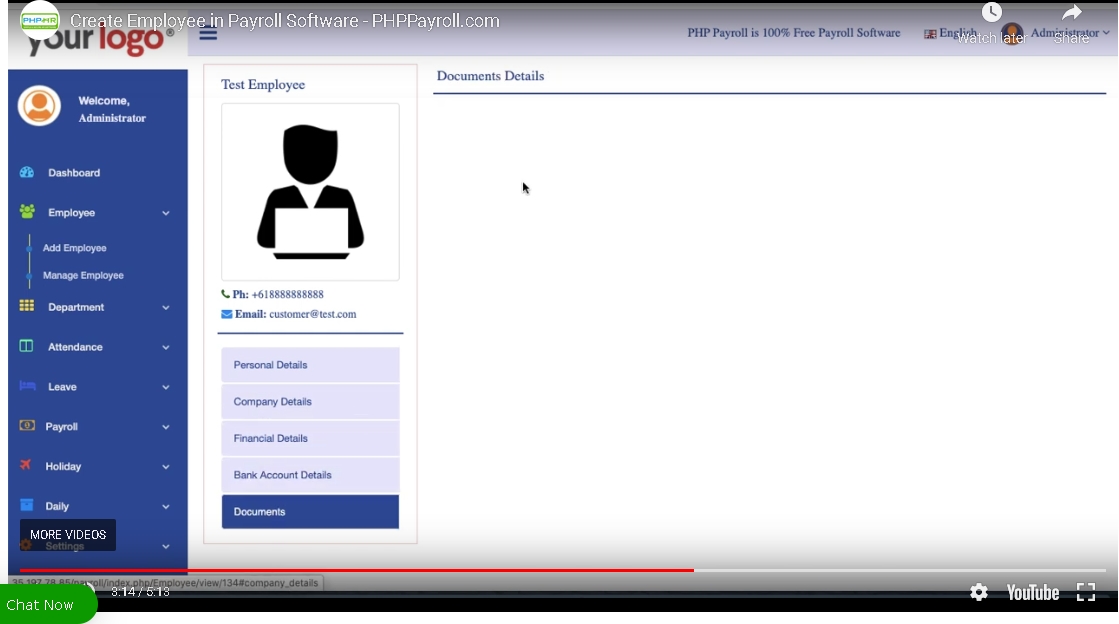 PHP-HR
Create Employee in Payroll Software - PHPPayroll.com
yourlogo®
PHP Payroll is 100% Free Payroll Software
English
Administrator
Watch later
Share
Welcome,
Administrator
Dashboard
Employee
Add Employee
Manage Employee
Department
Attendance
Leave
Payroll
Holiday
Daily
Settings
MORE VIDEOS
Test Employee
Ph: +618888888888
Email: customer@test.com
Personal Details
Company Details
Financial Details
Bank Account Details
Documents
Documents Details
35.197.78.85/payroll/index.php/Employee/view/134#company_details
Chat Now
3:14 / 5:13
YouTube